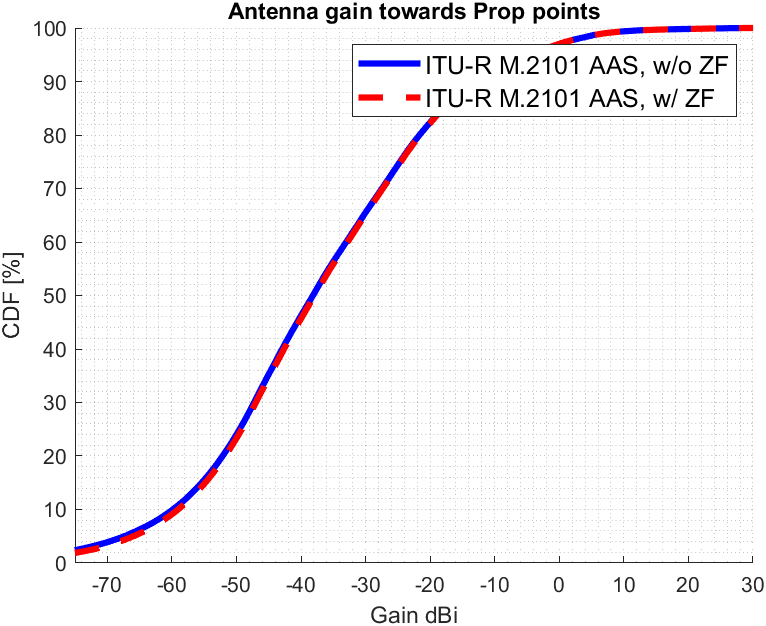 Antenna gain towards Prop points
ITU-R M.2101 AAS, w/o ZF
ITU-R M.2101 AAS, w/ ZF
CDF [%]
100
90
80
70
60
50
40
30
20
10
0
-70 -60 -50 -40 -30 -20 -10 0 10 20 30
Gain dBi